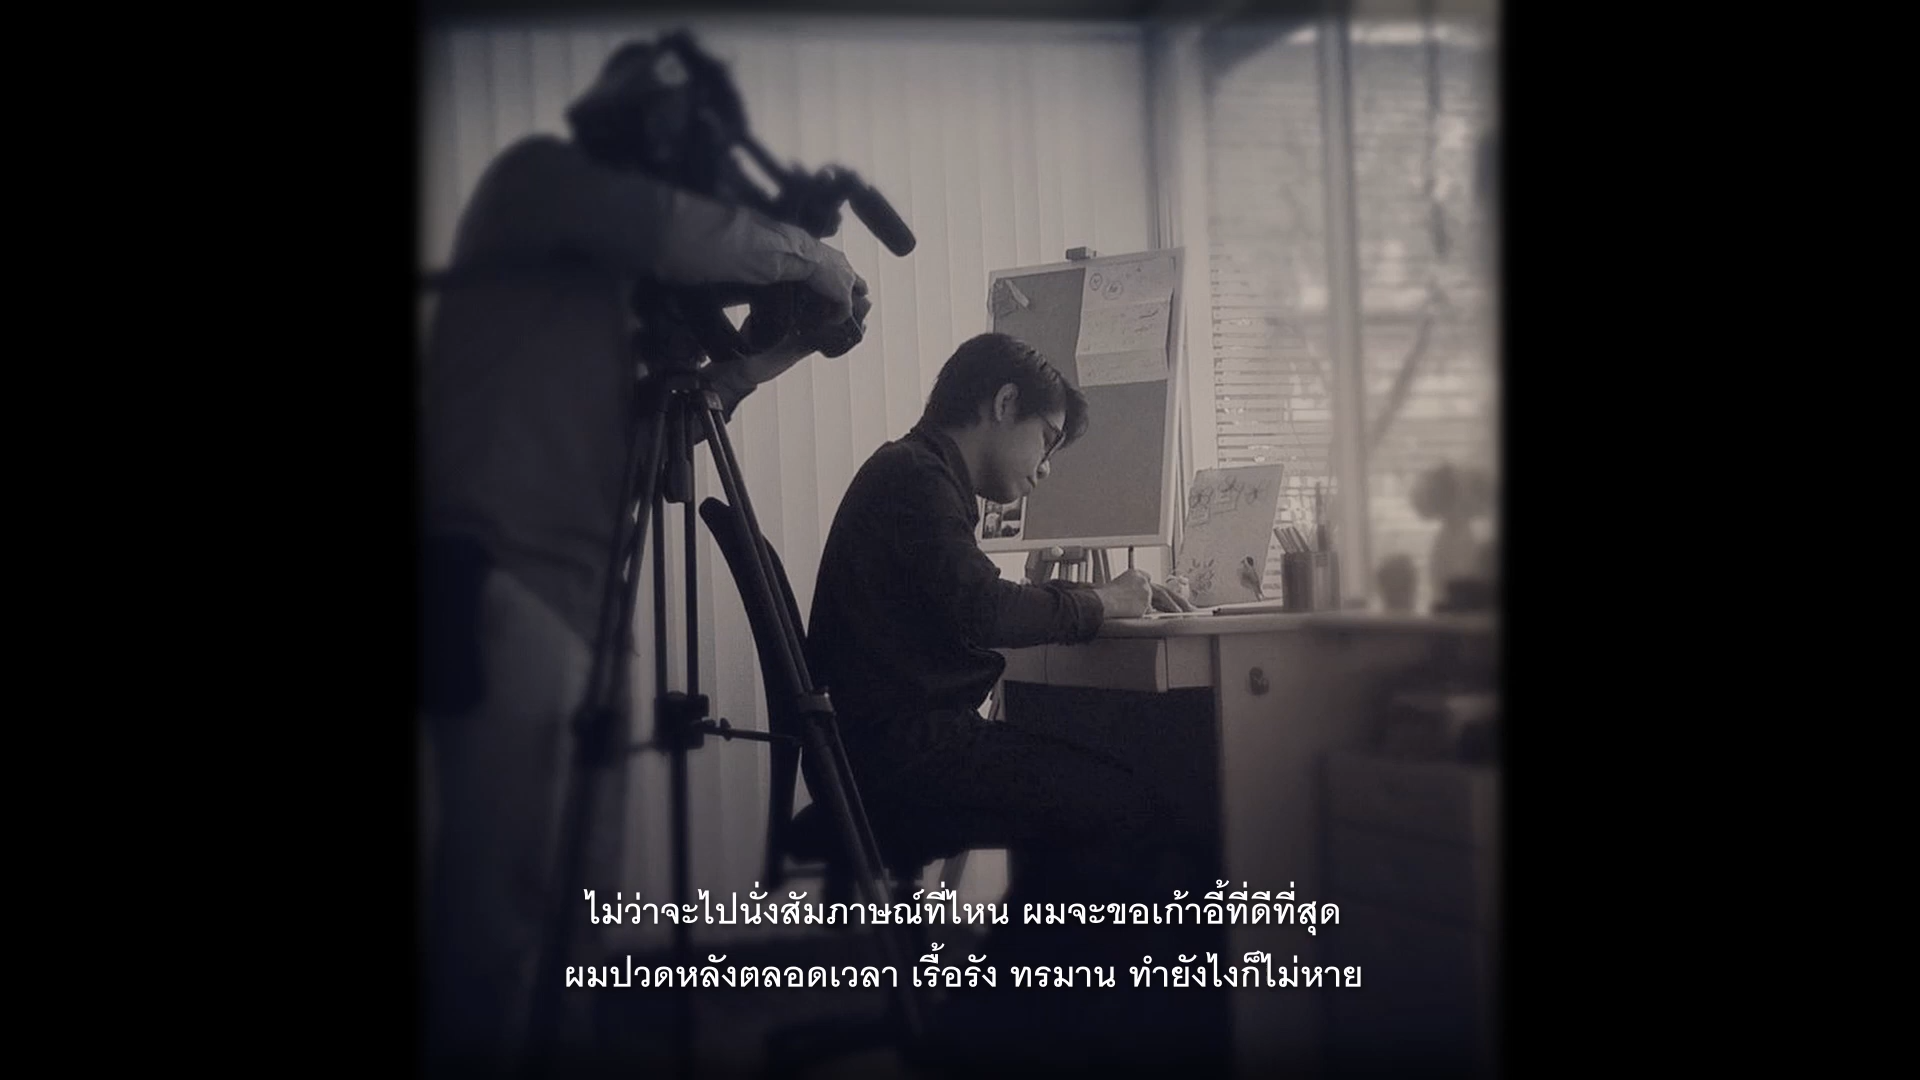 ไม่ว่าจะไปนั่งสัมภาษณ์ที่ไหน ผมจะขอเก้าอี้ที่ดีที่สุด
ผมปวดหลังตลอดเวลา เรื้อรัง ทรมาน ทำยังไงก็ไม่หาย